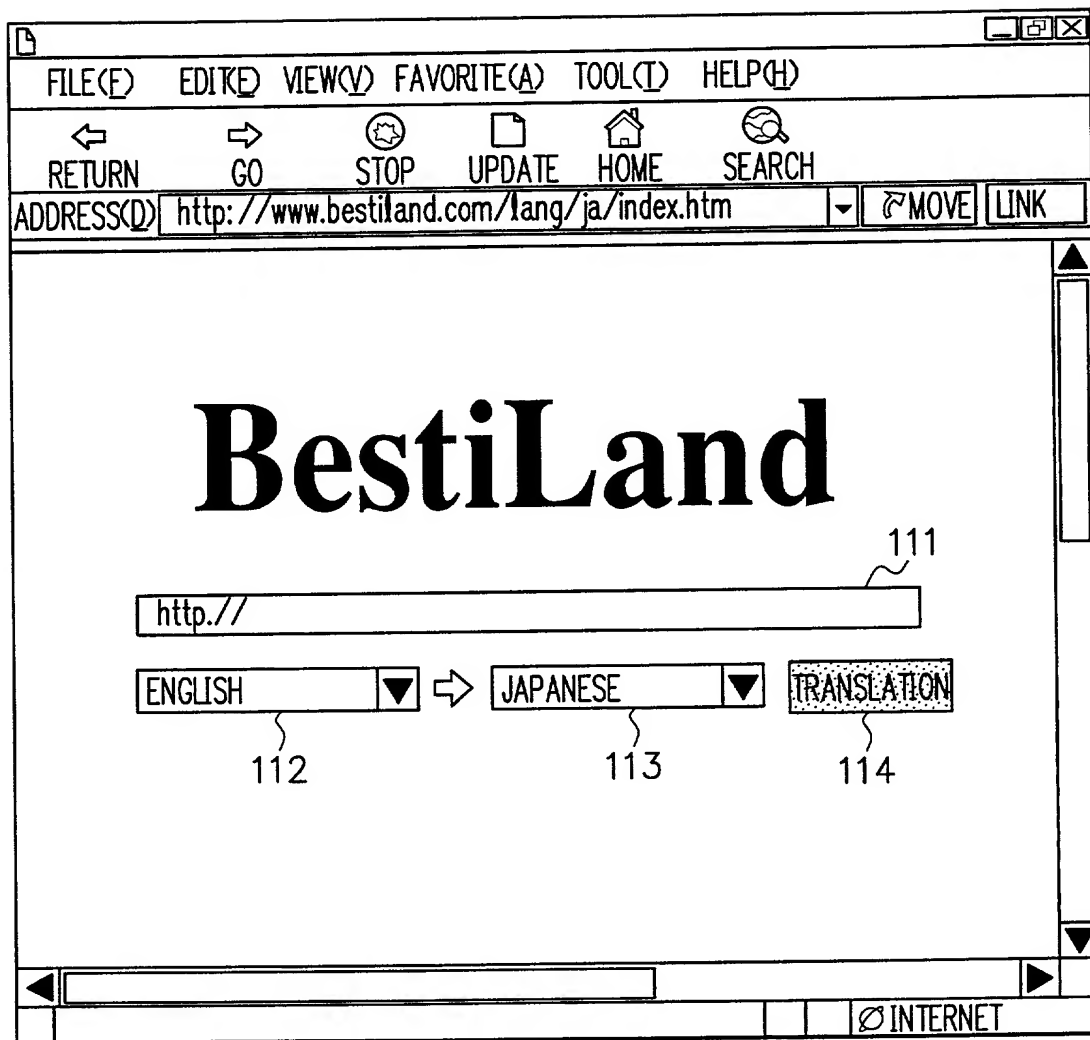 FILE(F) EDIT(E) VIEW(V) FAVORITE(A) TOOL(T) HELP(H)
RETURN GO STOP UPDATE HOME SEARCH
ADDRESS(D) http://www.bestiland.com/lang/ja/index.htm MOVE LINK
BestiLand
111
http.//
ENGLISH JAPANESE TRANSLATION
112 113 114
INTERNET